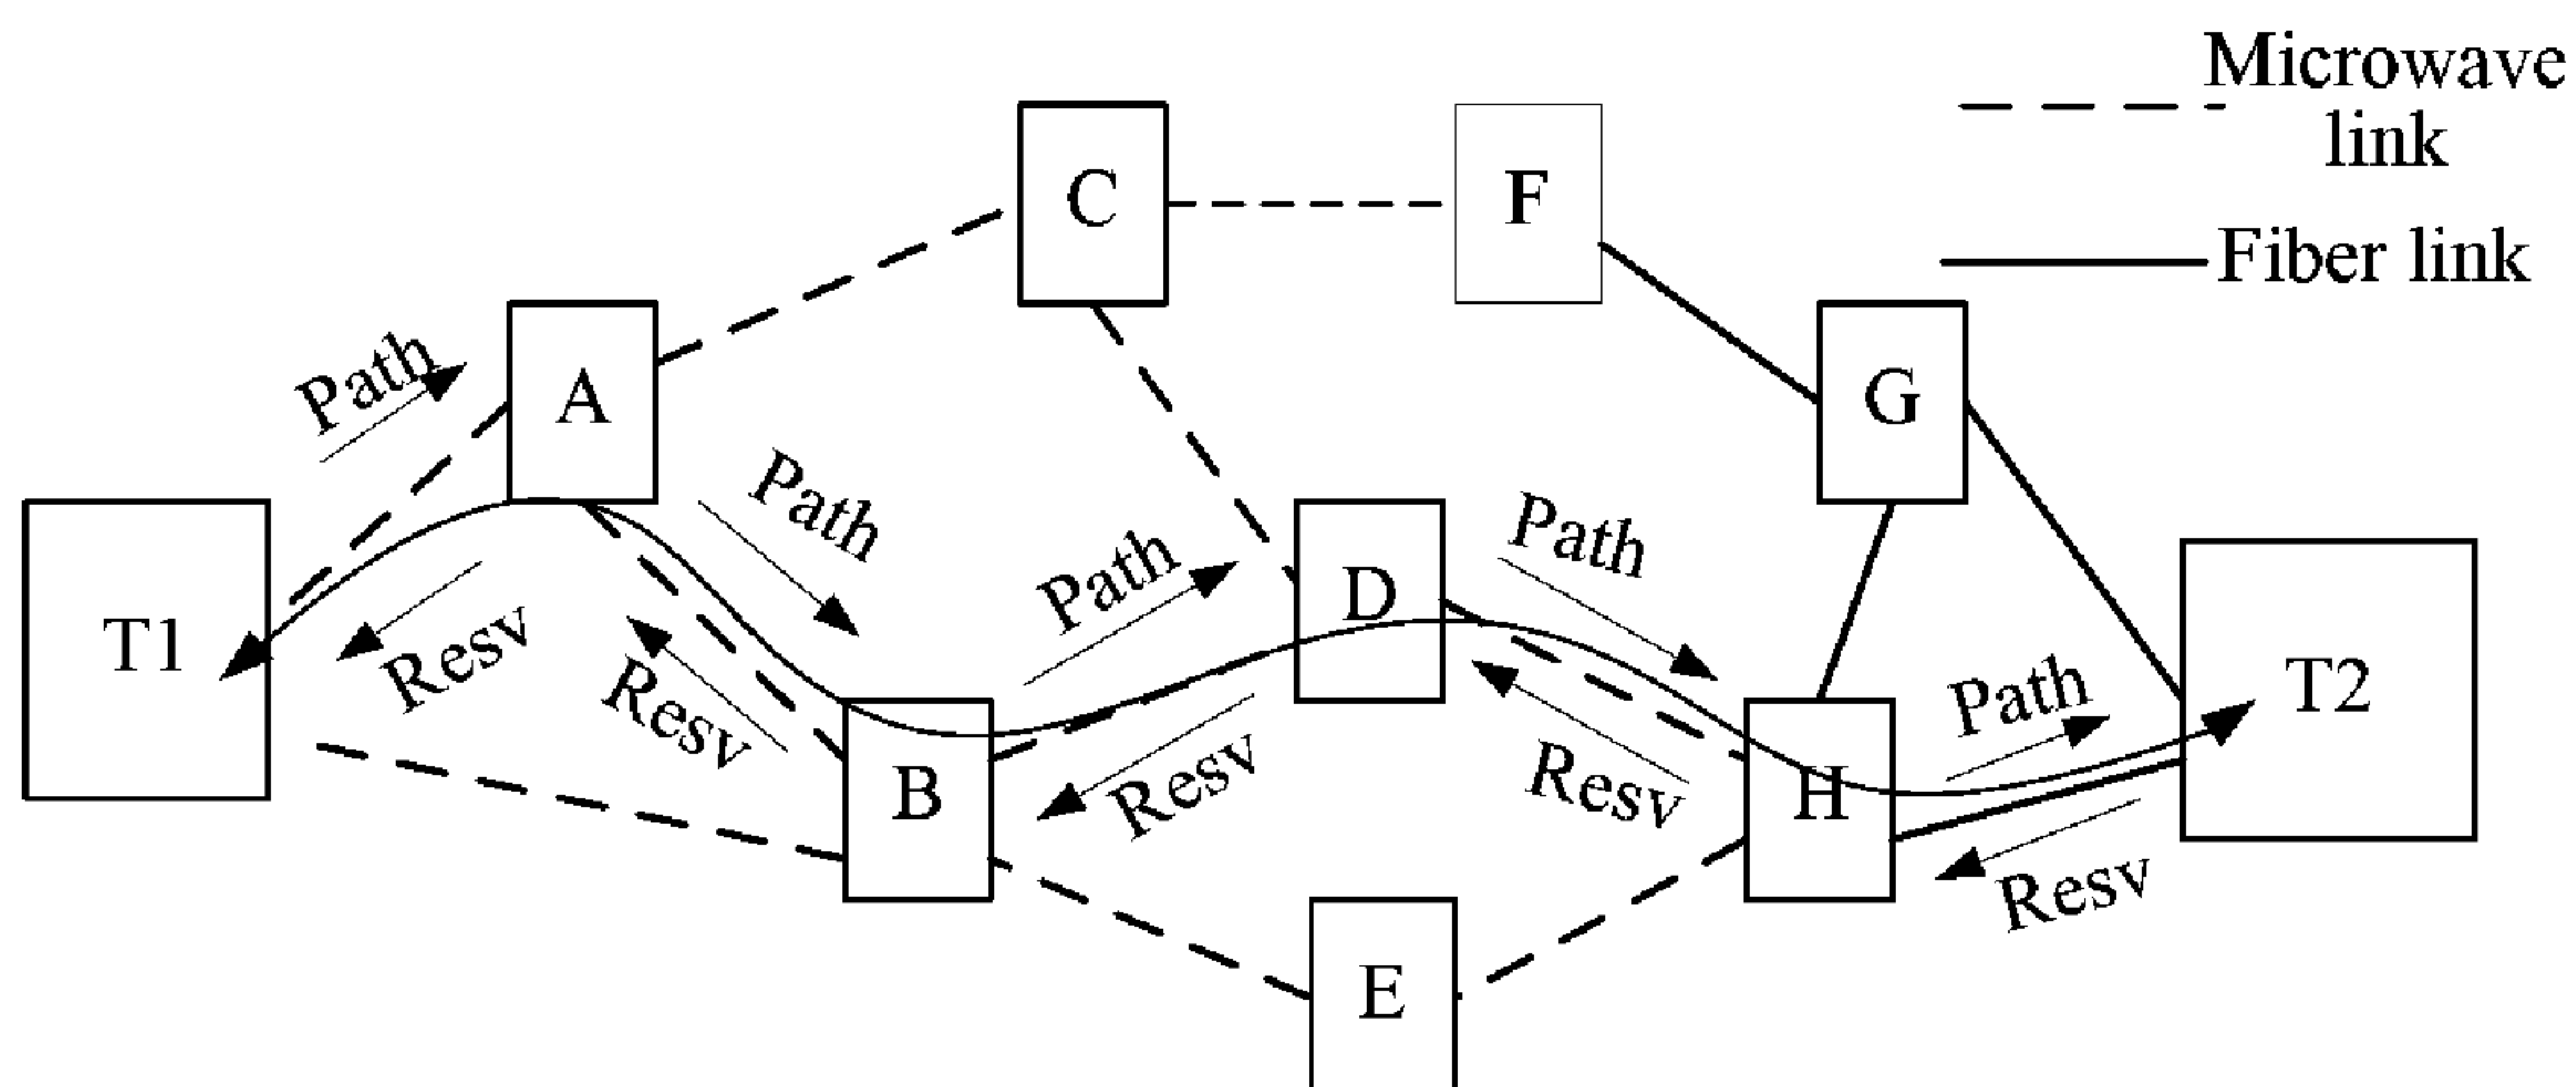 Microwave
link
Fiber link
C
F
A
G
Path
Path
Path
Path
T1
D
T2
Resv
Resv
Path
B
Resv
Resv
H
Resv
E